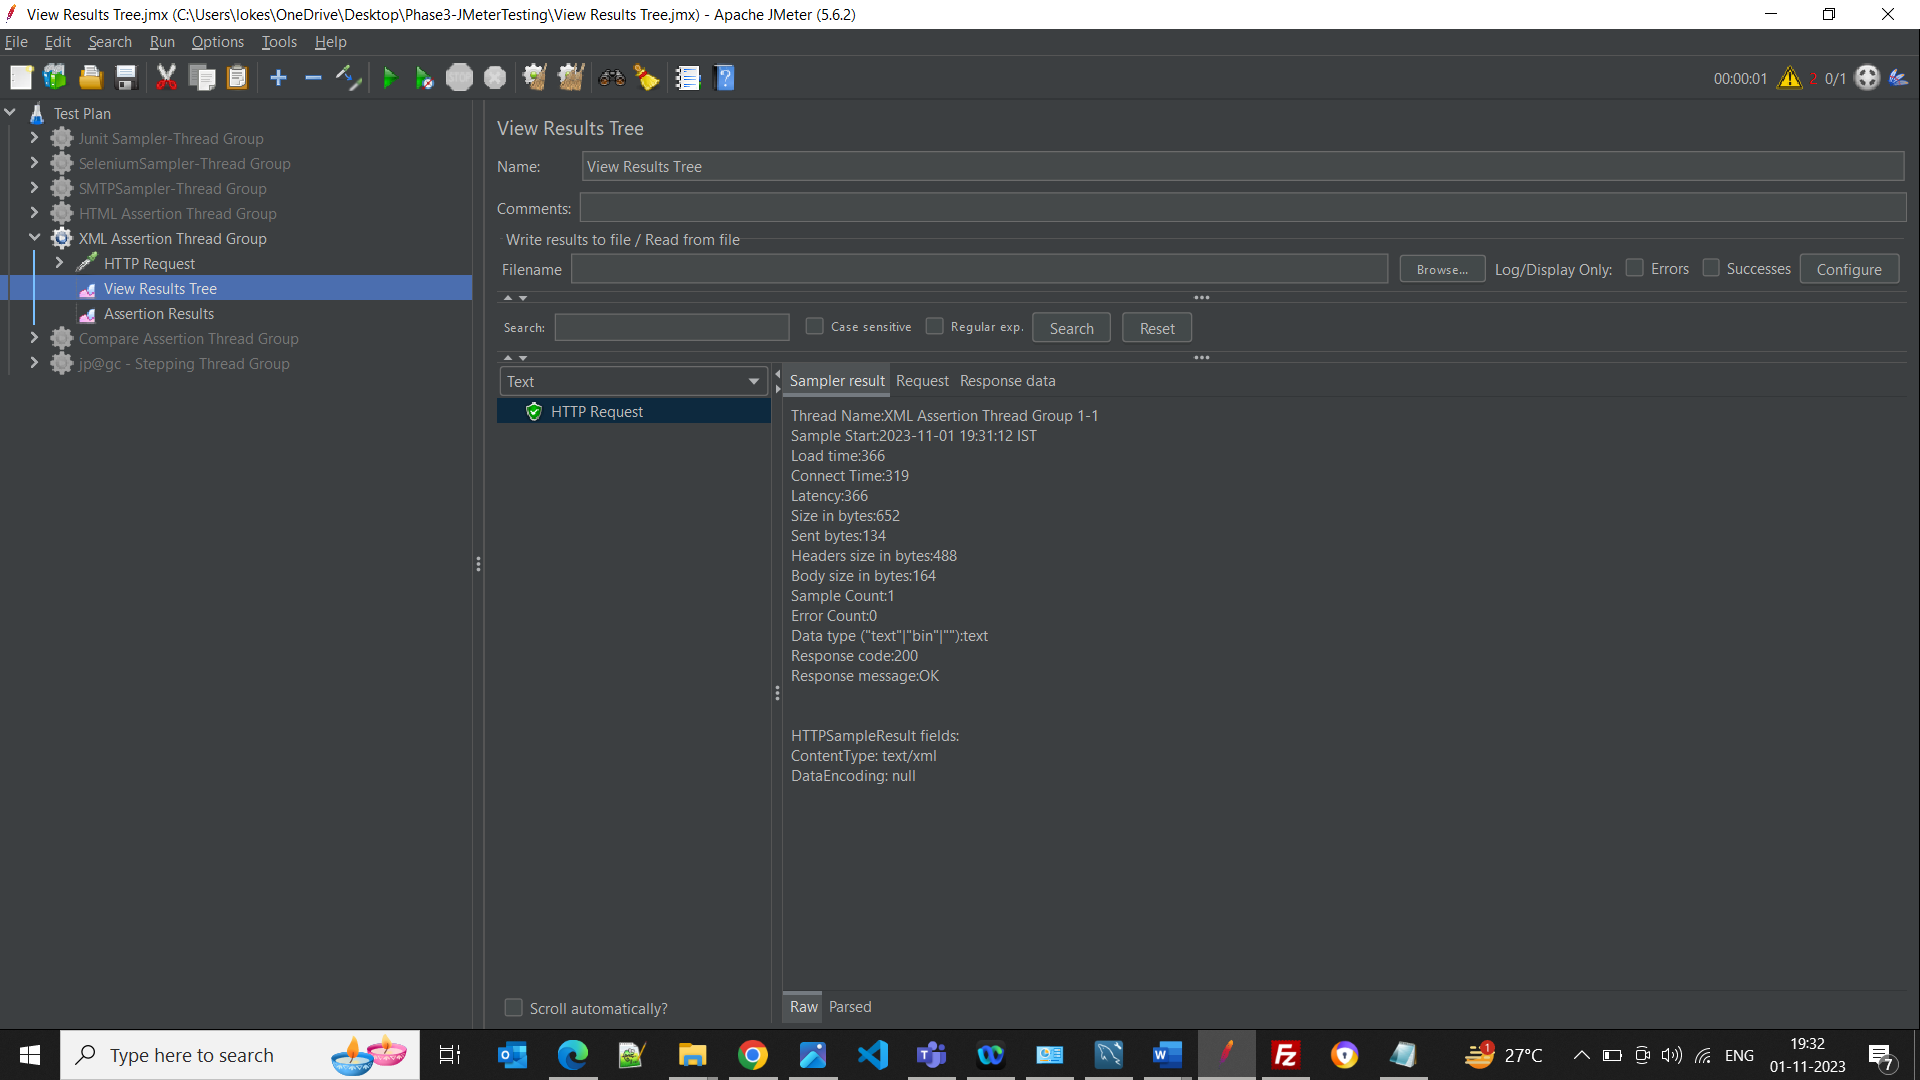 View Results Tree.jmx (C:\Users\lokes\OneDrive\Desktop\Phase3-JMeterTesting\View Results Tree.jmx) - Apache JMeter (5.6.2)
File Edit Search Run Options Tools Help
STOP
00:00:01 2 0/1
Test Plan
Junit Sampler-Thread Group
SeleniumSampler-Thread Group
SMTPSampler-Thread Group
HTML Assertion Thread Group
XML Assertion Thread Group
HTTP Request
View Results Tree
Assertion Results
Compare Assertion Thread Group
jp@gc - Stepping Thread Group
View Results Tree
Name: View Results Tree
Comments:
Write results to file / Read from file
Filename Browse... Log/Display Only: Errors Successes Configure
Search: Case sensitive Regular exp. Search Reset
Text
HTTP Request
Scroll automatically?
Sampler result Request Response data
Thread Name:XML Assertion Thread Group 1-1
Sample Start:2023-11-01 19:31:12 IST
Load time:366
Connect Time:319
Latency:366
Size in bytes:652
Sent bytes:134
Headers size in bytes:488
Body size in bytes:164
Sample Count:1
Error Count:0
Data type ("text"|"bin"|""):text
Response code:200
Response message:OK
HTTPSampleResult fields:
ContentType: text/xml
DataEncoding: null
Raw Parsed
Type here to search
1 27°C ENG
19:32
01-11-2023
7